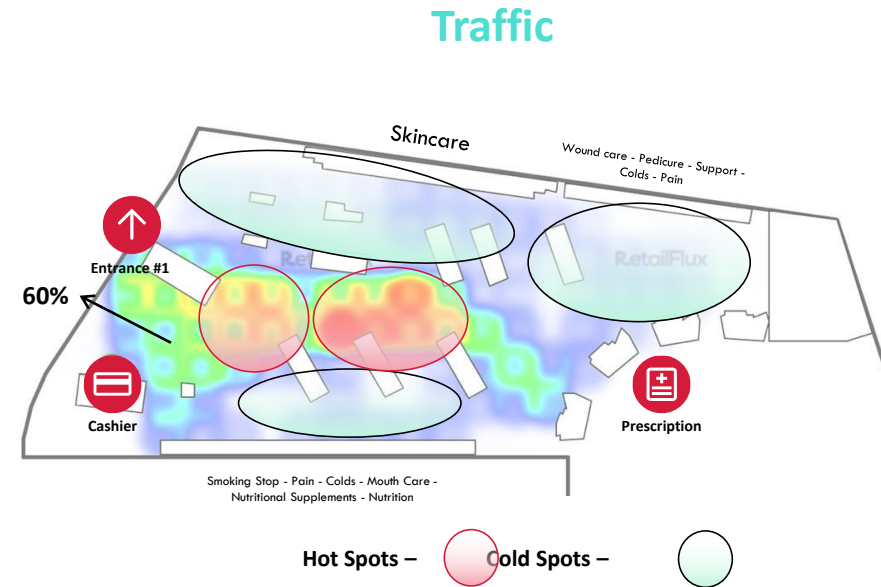 Traffic
Skincare
Wound care - Pedicure - Support -
Colds - Pain
Entrance #1
RetailFlux
60%
Cashier
Prescription
Smoking Stop - Pain - Colds - Mouth Care -
Nutritional Supplements - Nutrition
Hot Spots –
Cold Spots –